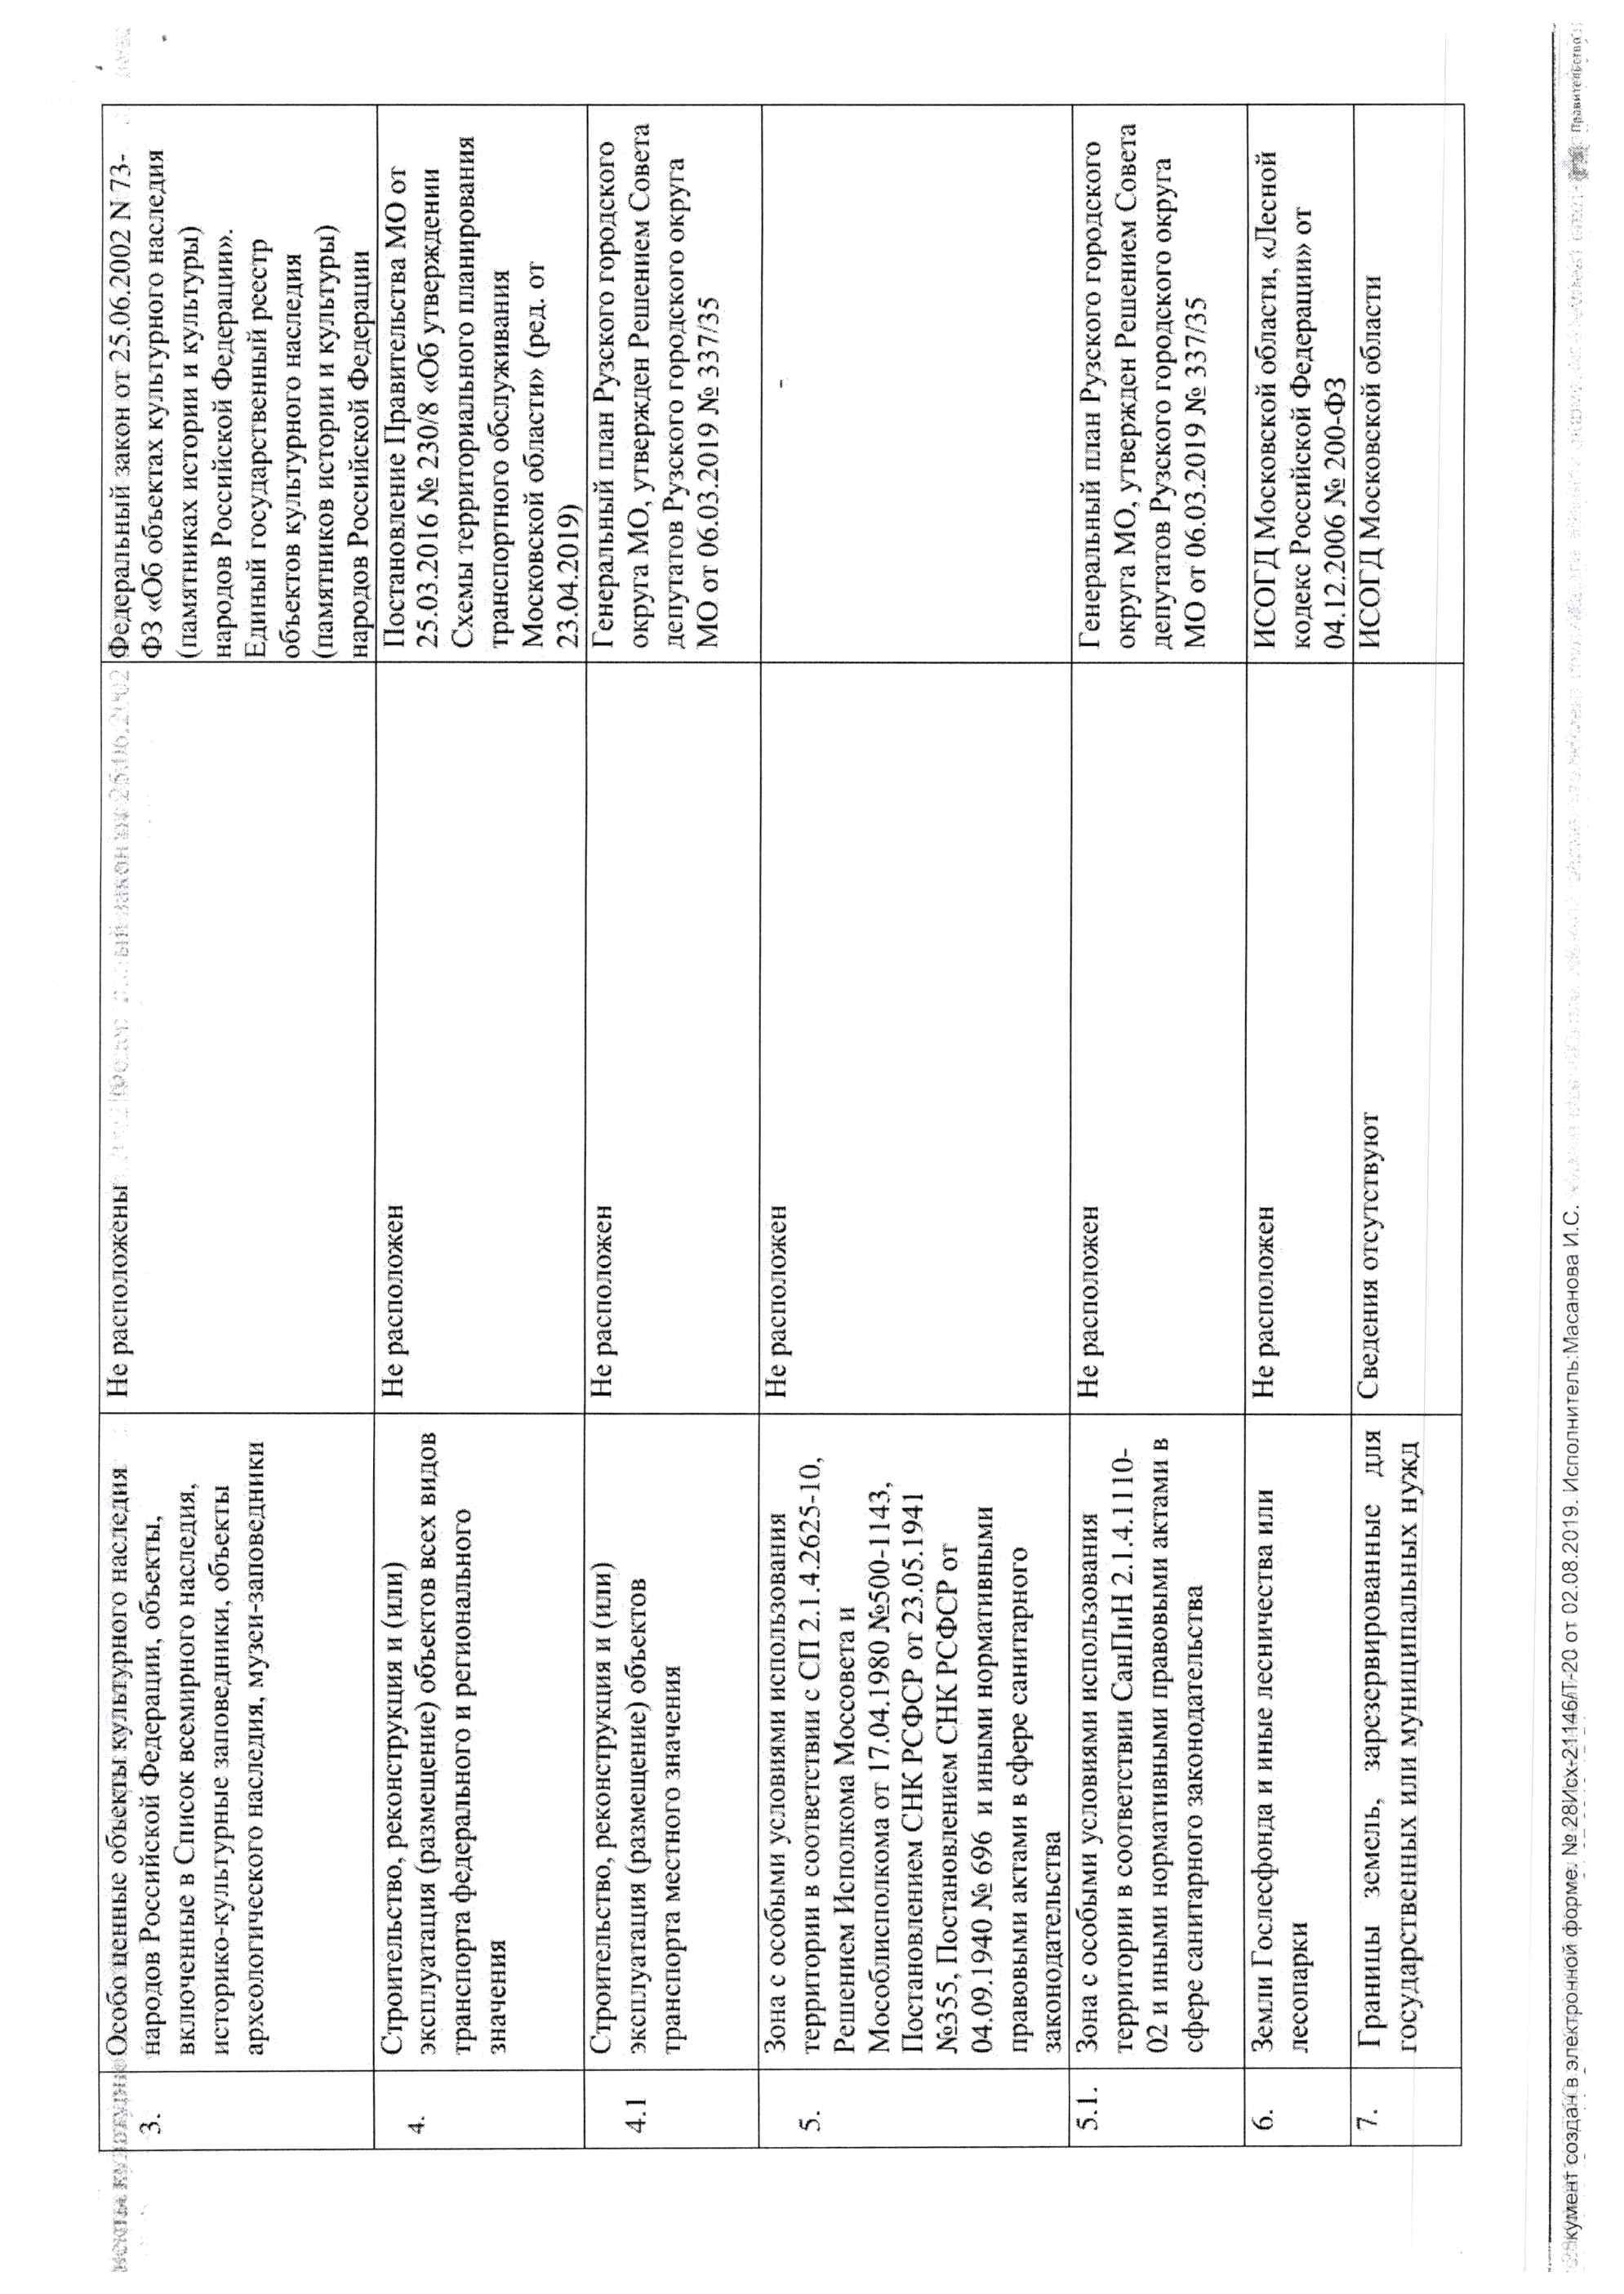 3.
Особо ценные объекты культурного наследия
народов Российской Федерации, объекты,
включенные в Список всемирного наследия,
историко-культурные заповедники, объекты
археологического наследия, музеи-заповедники
Не расположены
Федеральный закон от 25.06.2002 N 73-
ФЗ «Об объектах культурного наследия
(памятниках истории и культуры)
народов Российской Федерации».
Единый государственный реестр
объектов культурного наследия
(памятников истории и культуры)
народов Российской Федерации
4.
Строительство, реконструкция и (или)
эксплуатация (размещение) объектов всех видов
транспорта федерального и регионального
значения
Не расположен
Постановление Правительства МО от
25.03.2016 № 230/8 «Об утверждении
Схемы территориального планирования
транспортного обслуживания
Московской области» (ред. от
23.04.2019)
4.1
Строительство, реконструкция и (или)
эксплуатация (размещение) объектов
транспорта местного значения
Не расположен
Генеральный план Рузского городского
округа МО, утвержден Решением Совета
депутатов Рузского городского округа
МО от 06.03.2019 № 337/35
5.
Зона с особыми условиями использования
территории в соответствии с СП 2.1.4.2625-10,
Решением Исполкома Моссовета и
Мособлисполкома от 17.04.1980 №500-1143,
Постановлением СНК РСФСР от 23.05.1941
№355, Постановлением СНК РСФСР от
04.09.1940 № 696 и иными нормативными
правовыми актами в сфере санитарного
законодательства
Не расположен
-
5.1.
Зона с особыми условиями использования
территории в соответствии СанПиН 2.1.4.1110-
02 и иными нормативными правовыми актами в
сфере санитарного законодательства
Не расположен
Генеральный план Рузского городского
округа МО, утвержден Решением Совета
депутатов Рузского городского округа
МО от 06.03.2019 № 337/35
6.
Земли Гослесфонда и иные лесничества или
лесопарки
Не расположен
ИСОГД Московской области, «Лесной
кодекс Российской Федерации» от
04.12.2006 № 200-ФЗ
7.
Границы земель, зарезервированные для
государственных или муниципальных нужд
Сведения отсутствуют
ИСОГД Московской области
кумент создан в электронной форме. № 28Исх-21146/Т-20 от 02.08.2019. Исполнитель:Масанова И.С.
Правительство